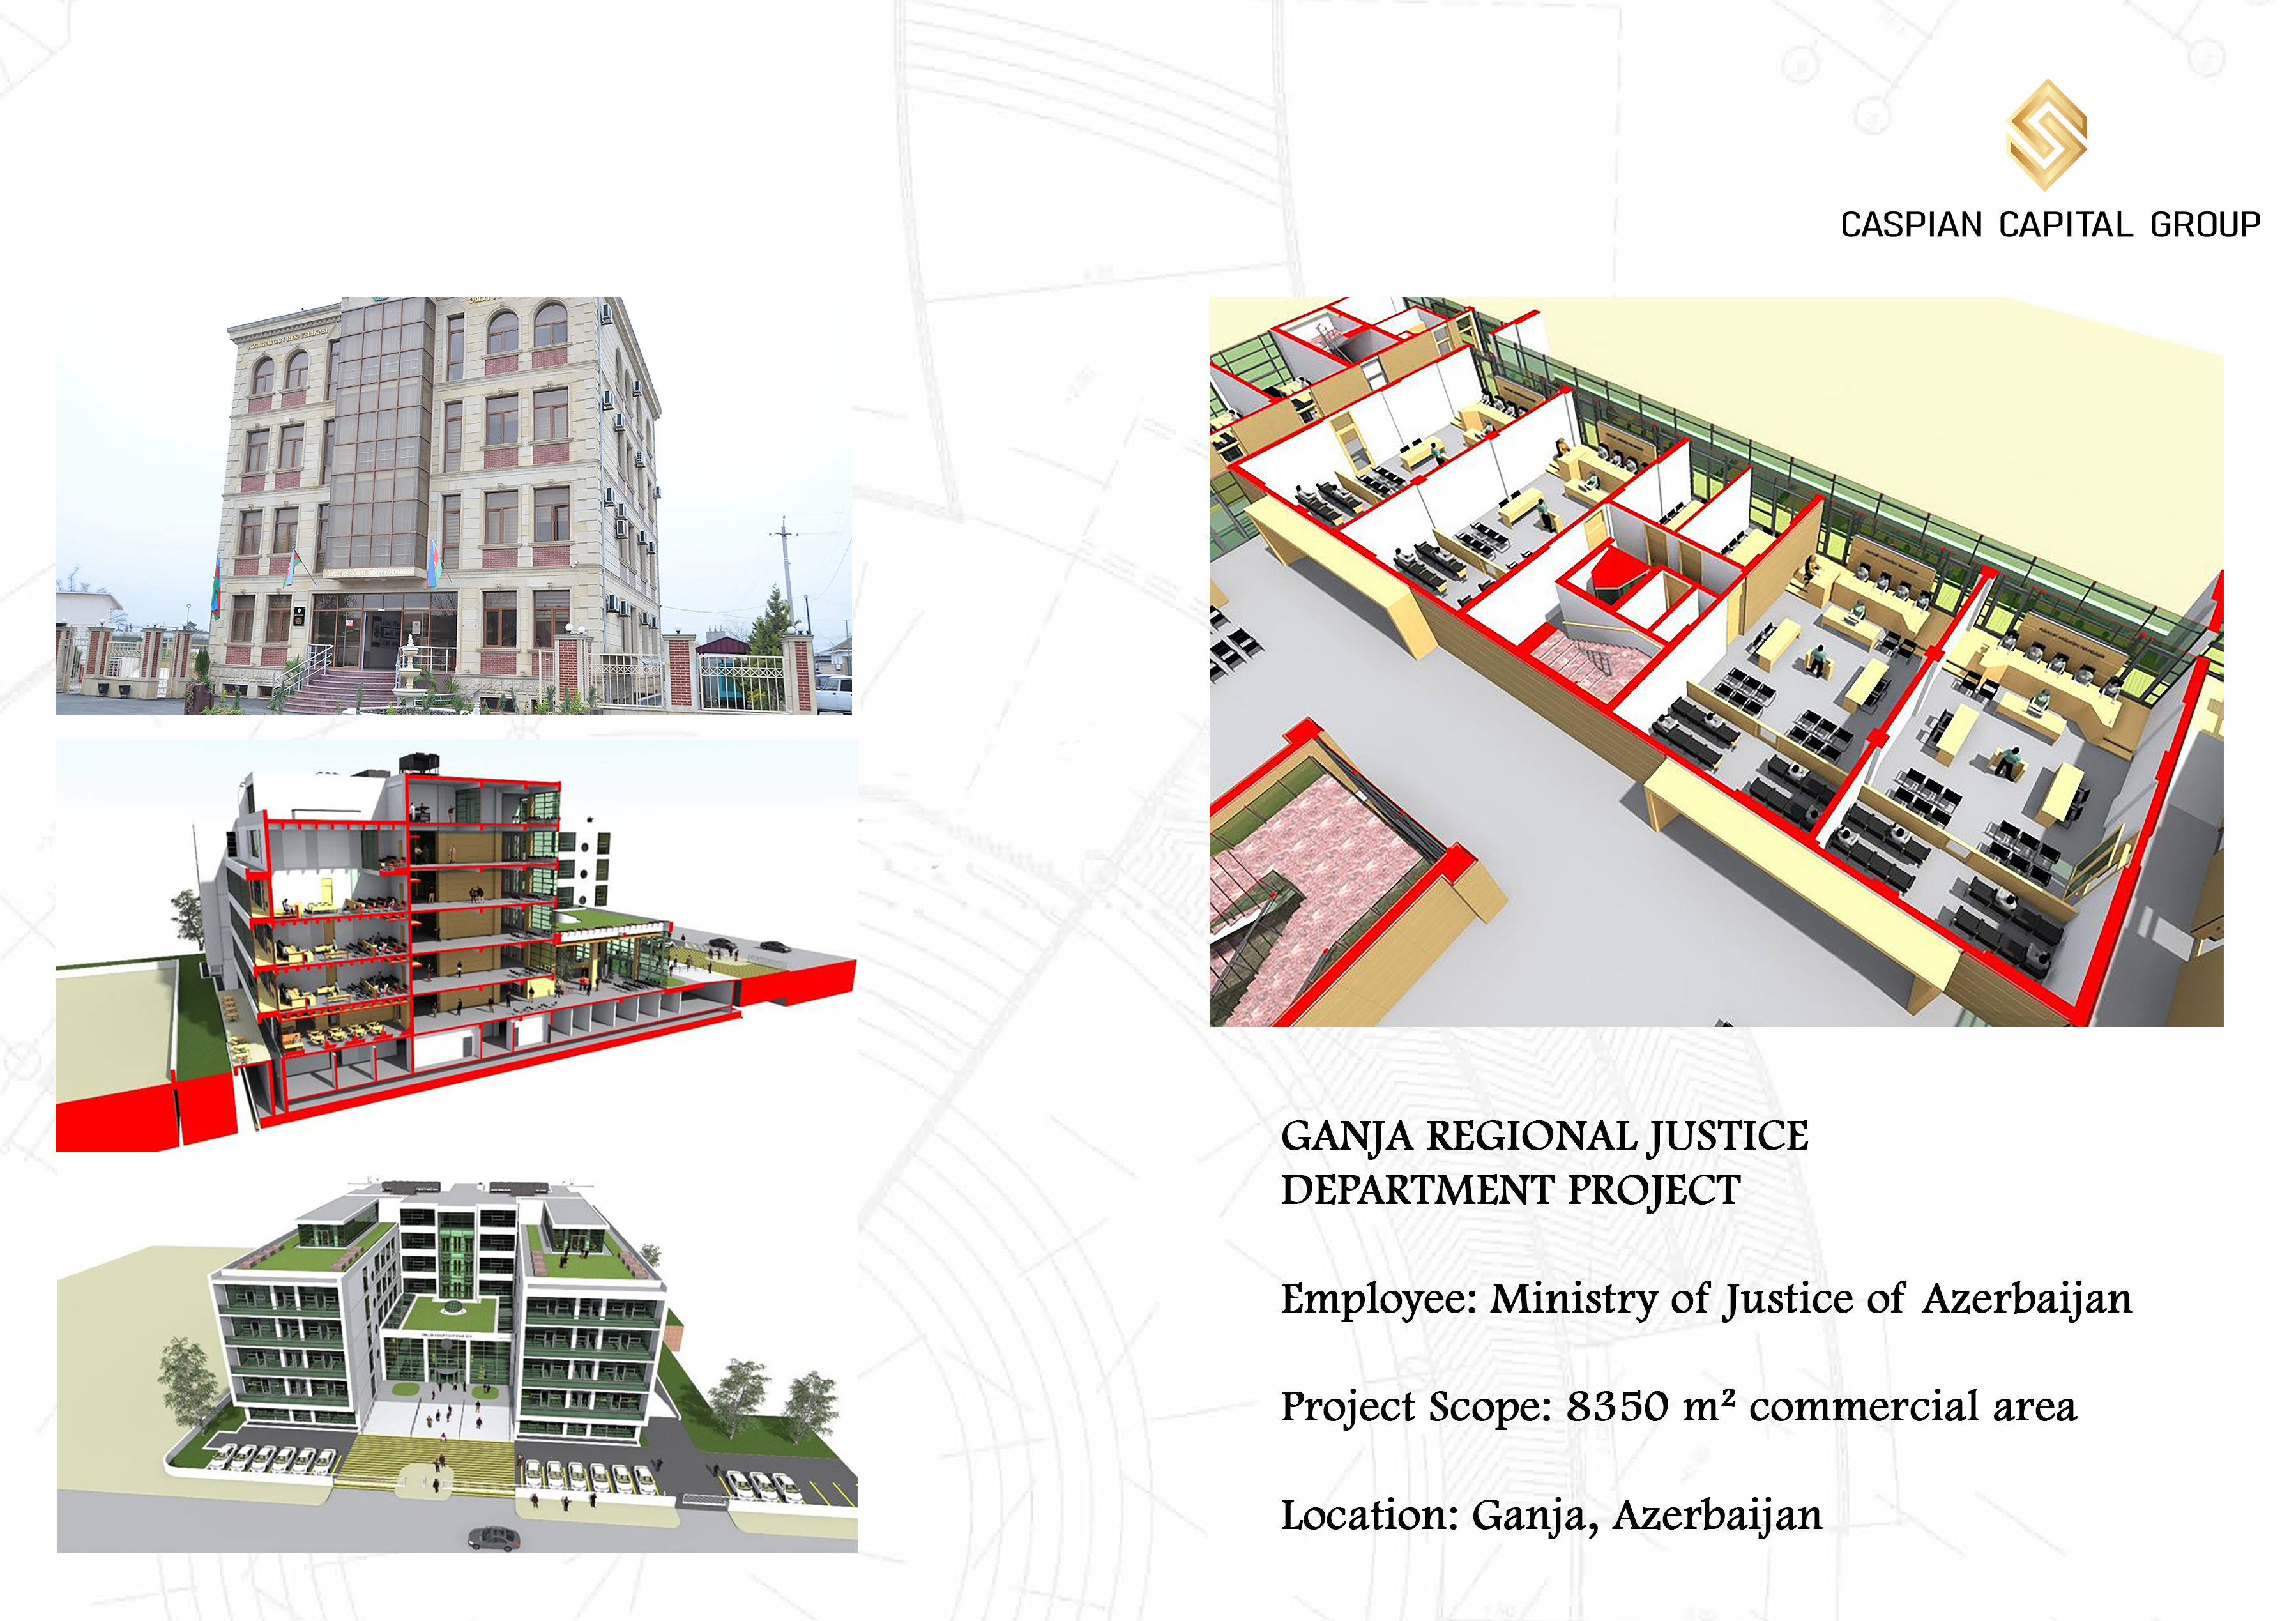 CASPIAN CAPITAL GROUP
GANJA REGIONAL JUSTICE
DEPARTMENT PROJECT
Employee: Ministry of Justice of Azerbaijan
Project Scope: 8350 m² commercial area
Location: Ganja, Azerbaijan